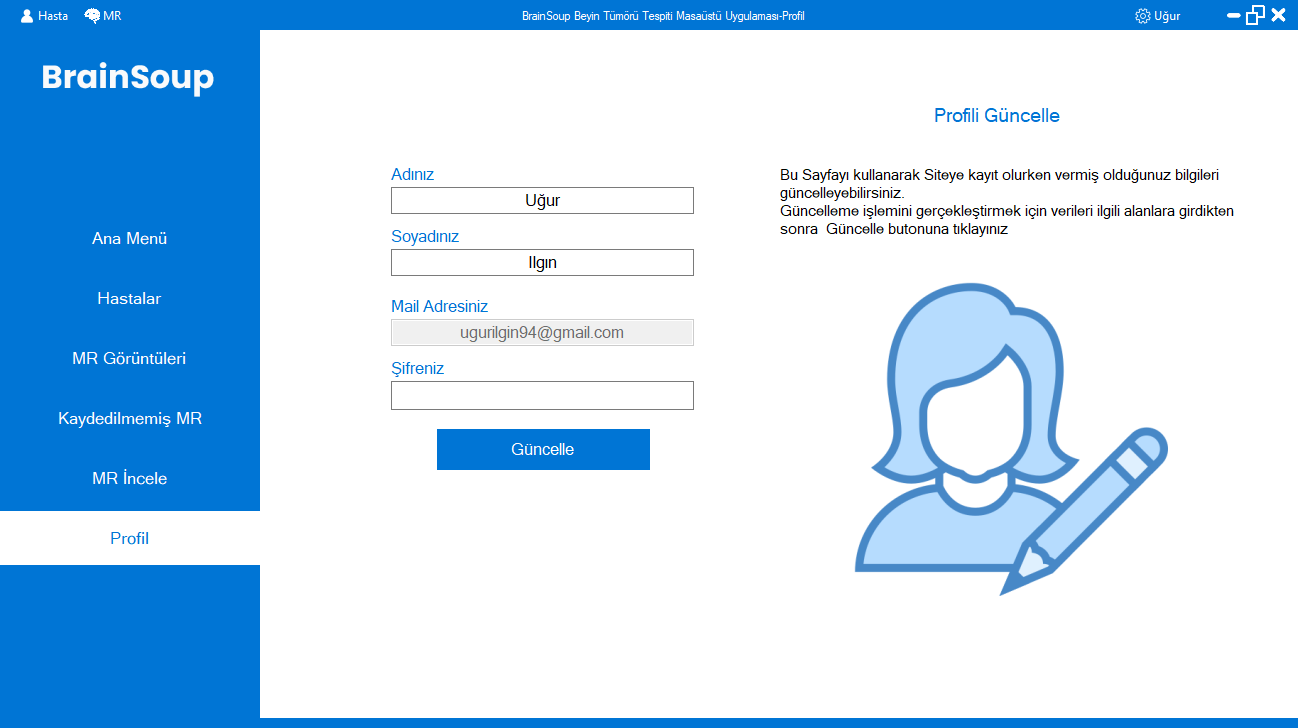 Hasta MR BrainSoup Beyin Tümörü Tespiti Masaüstü Uygulaması-Profil Uğur
BrainSoup
Ana Menü
Hastalar
MR Görüntüleri
Kaydedilmemiş MR
MR İncele
Profil
Adınız
Uğur
Soyadınız
Ilgın
Mail Adresiniz
ugurilgin94@gmail.com
Şifreniz
Güncelle
Profili Güncelle
Bu Sayfayı kullanarak Siteye kayıt olurken vermiş olduğunuz bilgileri
güncelleyebilirsiniz.
Güncelleme işlemini gerçekleştirmek için verileri ilgili alanlara girdikten
sonra  Güncelle butonuna tıklayınız